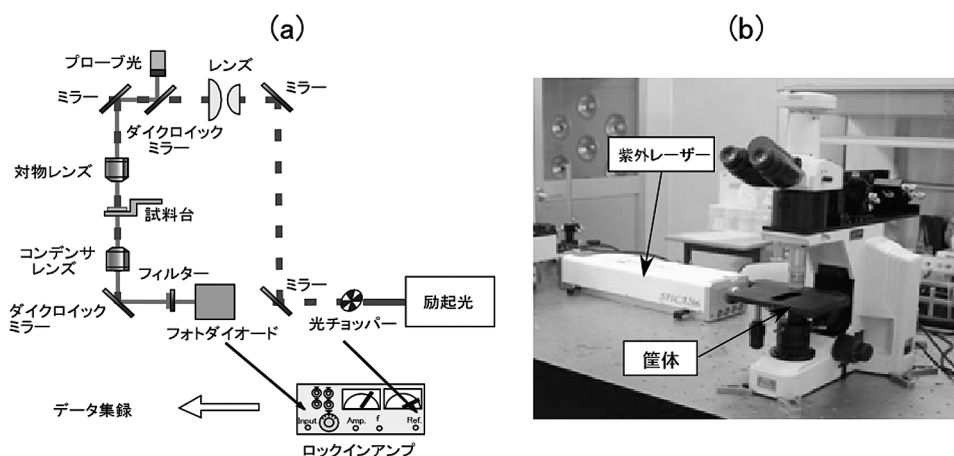 (a)
プローブ光
レンズ
ミラー
ミラー
ダイクロイック
ミラー
対物レンズ
試料台
コンデンサ
レンズ
フィルター
ミラー
励起光
ダイクロイック
ミラー
フォトダイオード
光チョッパー
データ集録
Input
Amp.
f
Ref.
ロックインアンプ
(b)
紫外レーザー
筐体